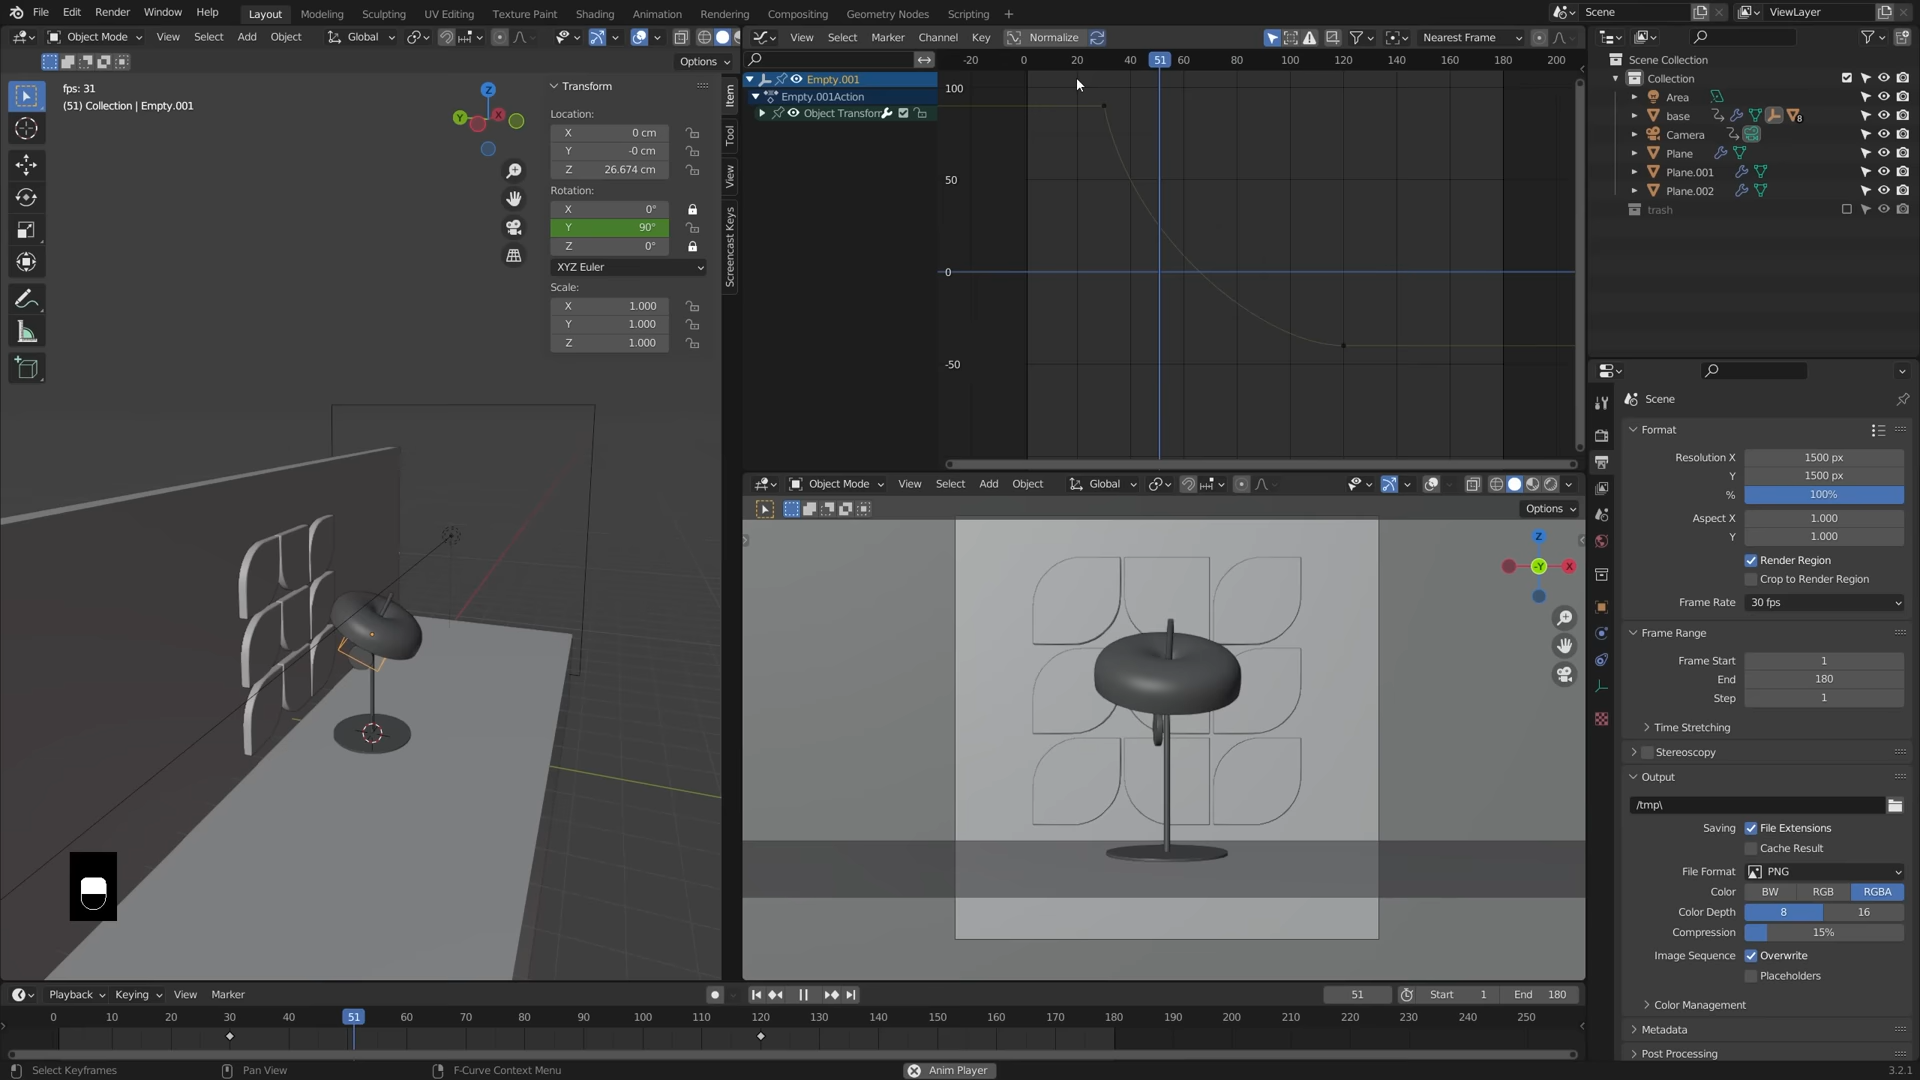 File Edit Render Window Help
Layout Modeling Sculpting UV Editing Texture Paint Shading Animation Rendering Compositing Geometry Nodes Scripting +
Scene
ViewLayer
Object Mode View Select Add Object Global
Options
fps: 31
(51) Collection | Empty.001
Z
Y
X
Transform
Location:
X 0 cm
Y -0 cm
Z 26.674 cm
Rotation:
X 0°
Y 90°
Z 0°
XYZ Euler
Scale:
X 1.000
Y 1.000
Z 1.000
Item
Tool
View
Screencast Keys
View Select Marker Channel Key Normalize Nearest Frame
-20 0 20 40 51 60 80 100 120 140 160 180 200
Empty.001
Empty.001Action
Object Transform
100
50
0
-50
Object Mode View Select Add Object Global
Options
Z
-Y
X
Scene Collection
Collection
Area
base
8
Camera
Plane
Plane.001
Plane.002
trash
Scene
Format
Resolution X 1500 px
Y 1500 px
% 100%
Aspect X 1.000
Y 1.000
Render Region
Crop to Render Region
Frame Rate 30 fps
Frame Range
Frame Start 1
End 180
Step 1
Time Stretching
Stereoscopy
Output
/tmp\
Saving File Extensions
Cache Result
File Format PNG
Color BW RGB RGBA
Color Depth 8 16
Compression 15%
Image Sequence Overwrite
Placeholders
Color Management
Metadata
Post Processing
Playback Keying View Marker
51 Start 1 End 180
0 10 20 30 40 51 60 70 80 90 100 110 120 130 140 150 160 170 180 190 200 210 220 230 240 250
Select Keyframes Pan View F-Curve Context Menu Anim Player 3.2.1